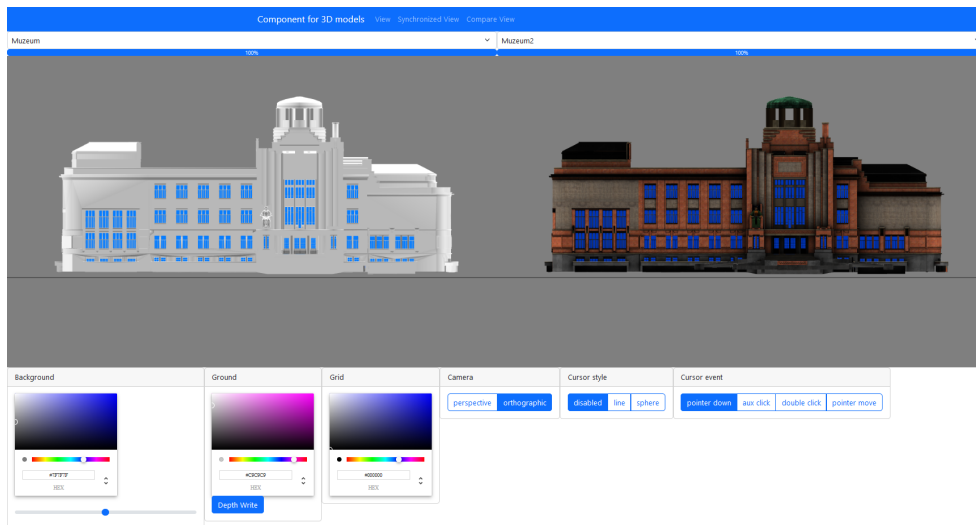 Component for 3D models View Synchronized View Compare View
Muzeum Muzeum2
100% 100%
Background Ground Grid Camera Cursor style Cursor event
perspective orthographic disabled line sphere pointer down aux click double click pointer move
#7F7F7F #C9C9C9 #000000
HEX HEX HEX
Depth Write